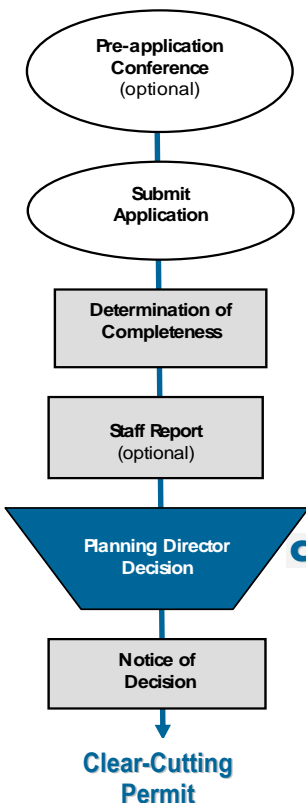 Pre-application
Conference
(optional)
Submit
Application
Determination of
Completeness
Staff Report
(optional)
Planning Director
Decision
Notice of
Decision
Clear-Cutting
Permit